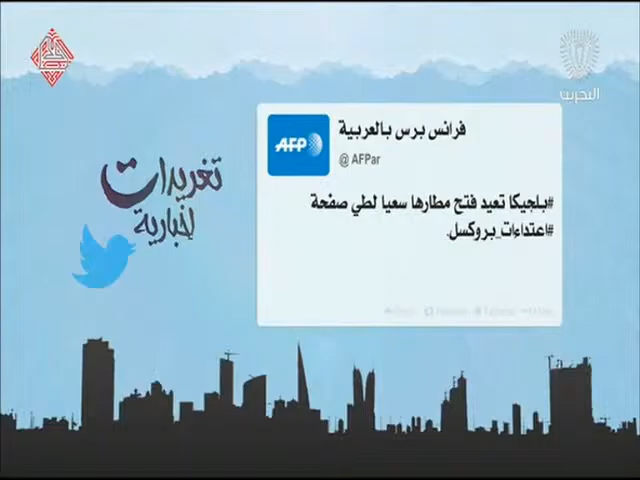 البحرين
فرانس برس بالعربية
AFP
@ AFPar
تغريدات
إخبارية
#بلجيكا تعيد فتح مطارها سعيا لطي صفحة
#اعتداءات_بروكسل.